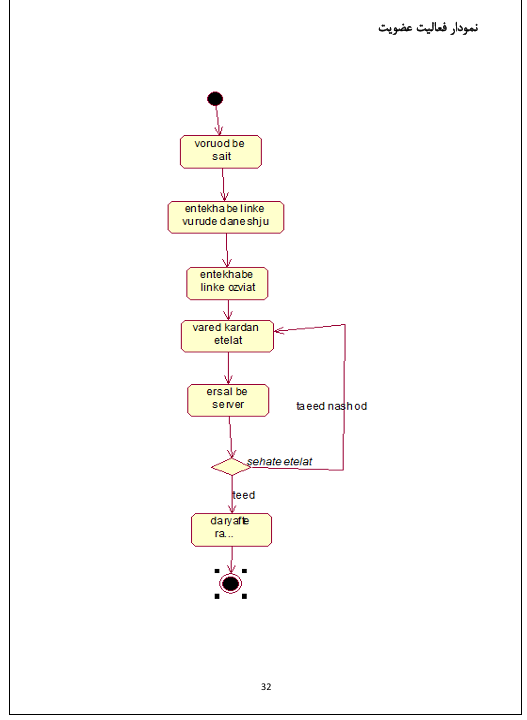 نمودار فعالیت عضویت
voruod be
sait
entekhabe linke
vurude daneshju
entekhabe
linke ozviat
vared kardan
etelat
ersal be
server
taeed nashod
sehate etelat
teed
daryafte
ra...
32